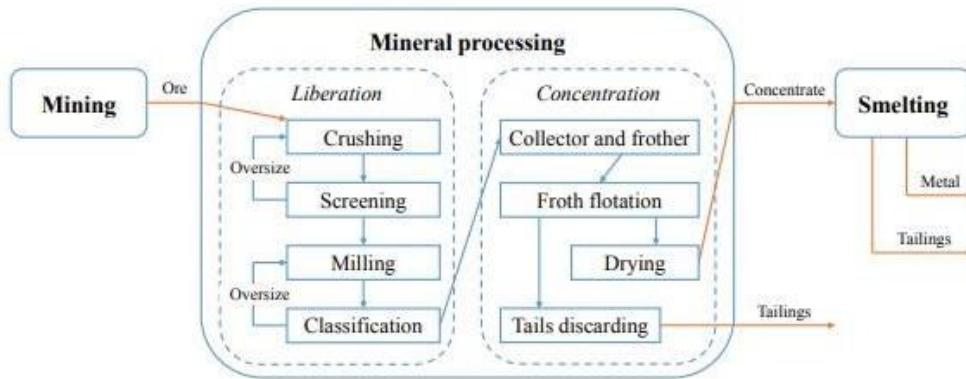 Mineral processing
Mining
Ore
Liberation
Crushing
Oversize
Screening
Milling
Oversize
Classification
Concentration
Collector and frother
Froth flotation
Drying
Tails discarding
Concentrate
Smelting
Metal
Tailings
Tailings